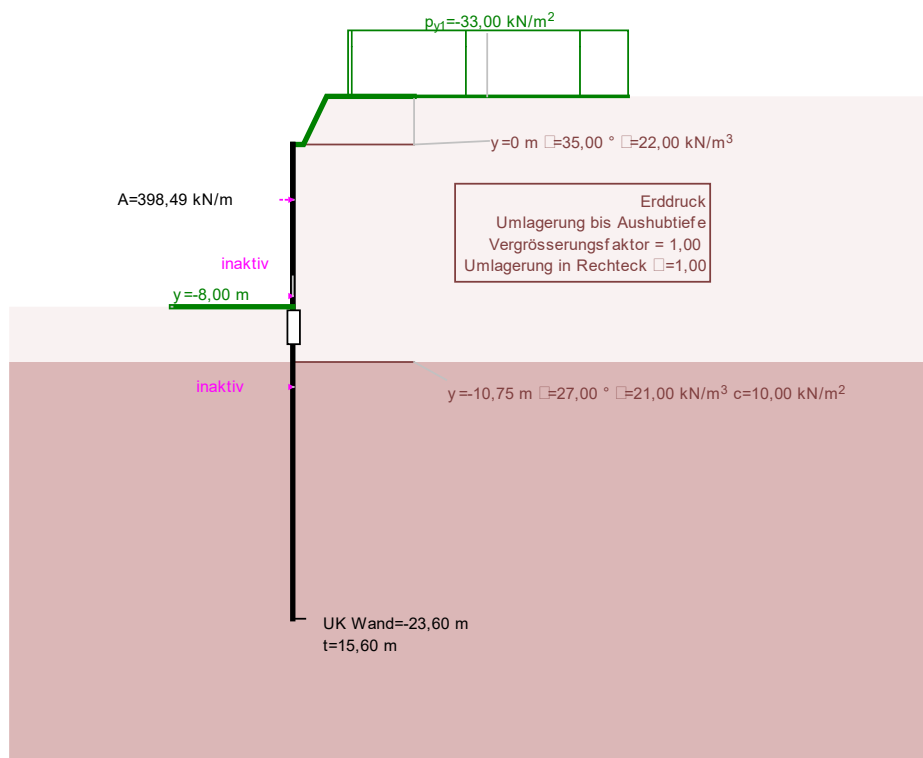 py1=-33,00 kN/m²
y=0 m □=35,00 ° □=22,00 kN/m³
A=398,49 kN/m
Erddruck
Umlagerung bis Aushubtiefe
Vergrösserungsfaktor = 1,00
Umlagerung in Rechteck □=1,00
inaktiv
y=-8,00 m
inaktiv
y=-10,75 m □=27,00 ° □=21,00 kN/m³ c=10,00 kN/m²
UK Wand=-23,60 m
t=15,60 m